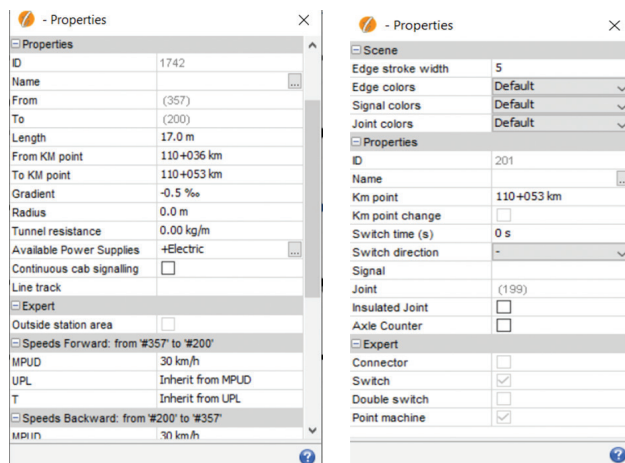 - Properties
Properties
ID 1742
Name ...
From (357)
To (200)
Length 17.0 m
From KM point 110+036 km
To KM point 110+053 km
Gradient -0.5 ‰
Radius 0.0 m
Tunnel resistance 0.00 kg/m
Available Power Supplies +Electric ...
Continuous cab signalling
Line track
Expert
Outside station area
Speeds Forward: from '#357' to '#200'
MPUD 30 km/h
UPL Inherit from MPUD
T Inherit from UPL
Speeds Backward: from '#200' to '#357'
MPUD 30 km/h
?
- Properties
Scene
Edge stroke width 5
Edge colors Default
Signal colors Default
Joint colors Default
Properties
ID 201
Name ...
Km point 110+053 km
Km point change
Switch time (s) 0 s
Switch direction -
Signal
Joint (199)
Insulated Joint
Axle Counter
Expert
Connector
Switch
Double switch
Point machine
?